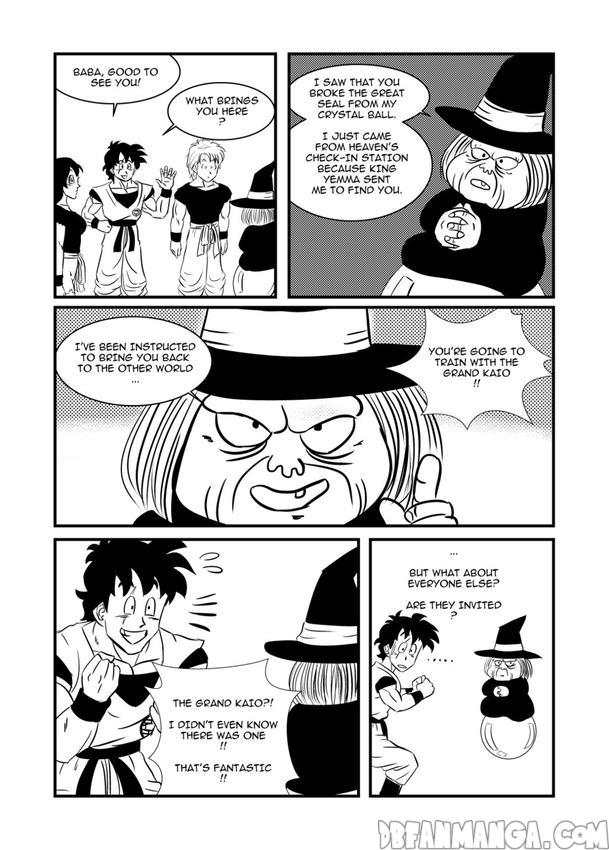 BABA, GOOD TO
SEE YOU!
WHAT BRINGS
YOU HERE
?
I SAW THAT YOU
BROKE THE GREAT
SEAL FROM MY
CRYSTAL BALL.
I JUST CAME
FROM HEAVEN'S
CHECK-IN STATION
BECAUSE KING
YEMMA SENT
ME TO FIND YOU.
I'VE BEEN INSTRUCTED
TO BRING YOU BACK
TO THE OTHER WORLD
...
YOU'RE GOING TO
TRAIN WITH THE
GRAND KAIO
!!
THE GRAND KAIO?!
I DIDN'T EVEN KNOW
THERE WAS ONE
!!
THAT'S FANTASTIC
!!
...
BUT WHAT ABOUT
EVERYONE ELSE?
ARE THEY INVITED
?
DBFANMANGA.COM